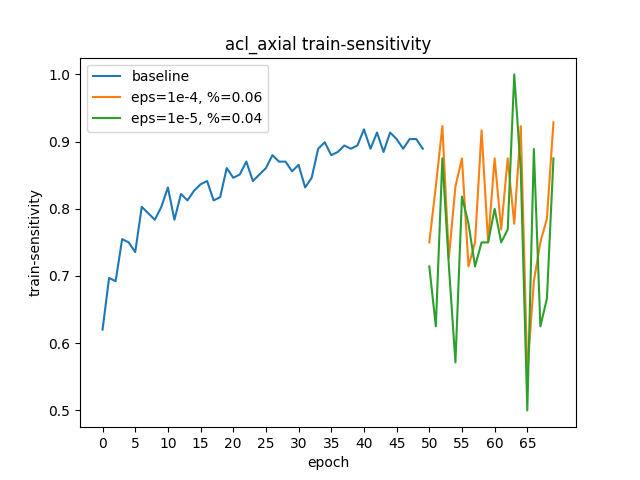 acl_axial train-sensitivity
baseline
eps=1e-4, %=0.06
eps=1e-5, %=0.04
train-sensitivity
1.0
0.9
0.8
0.7
0.6
0.5
0 5 10 15 20 25 30 35 40 45 50 55 60 65
epoch